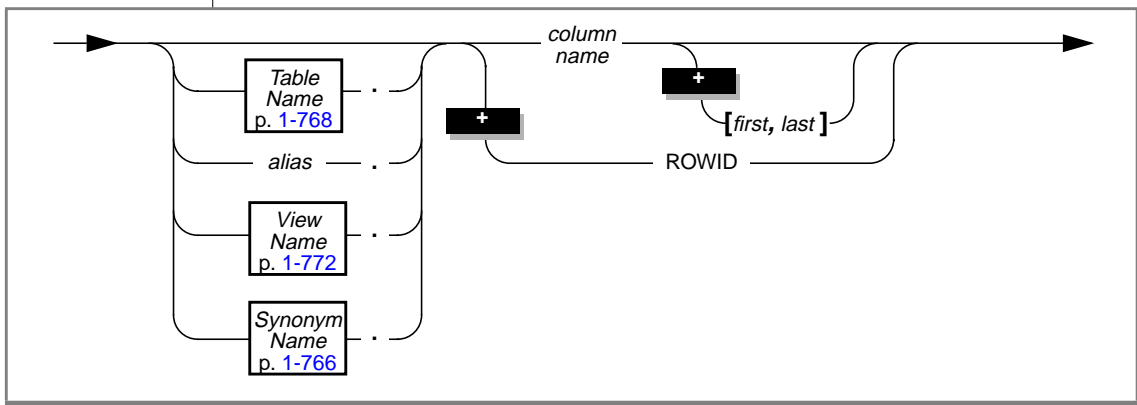 column
name
+
Table
Name
p. 1-768
.
+
[first, last ]
alias .
ROWID
View
Name
p. 1-772
.
Synonym
Name
p. 1-766
.